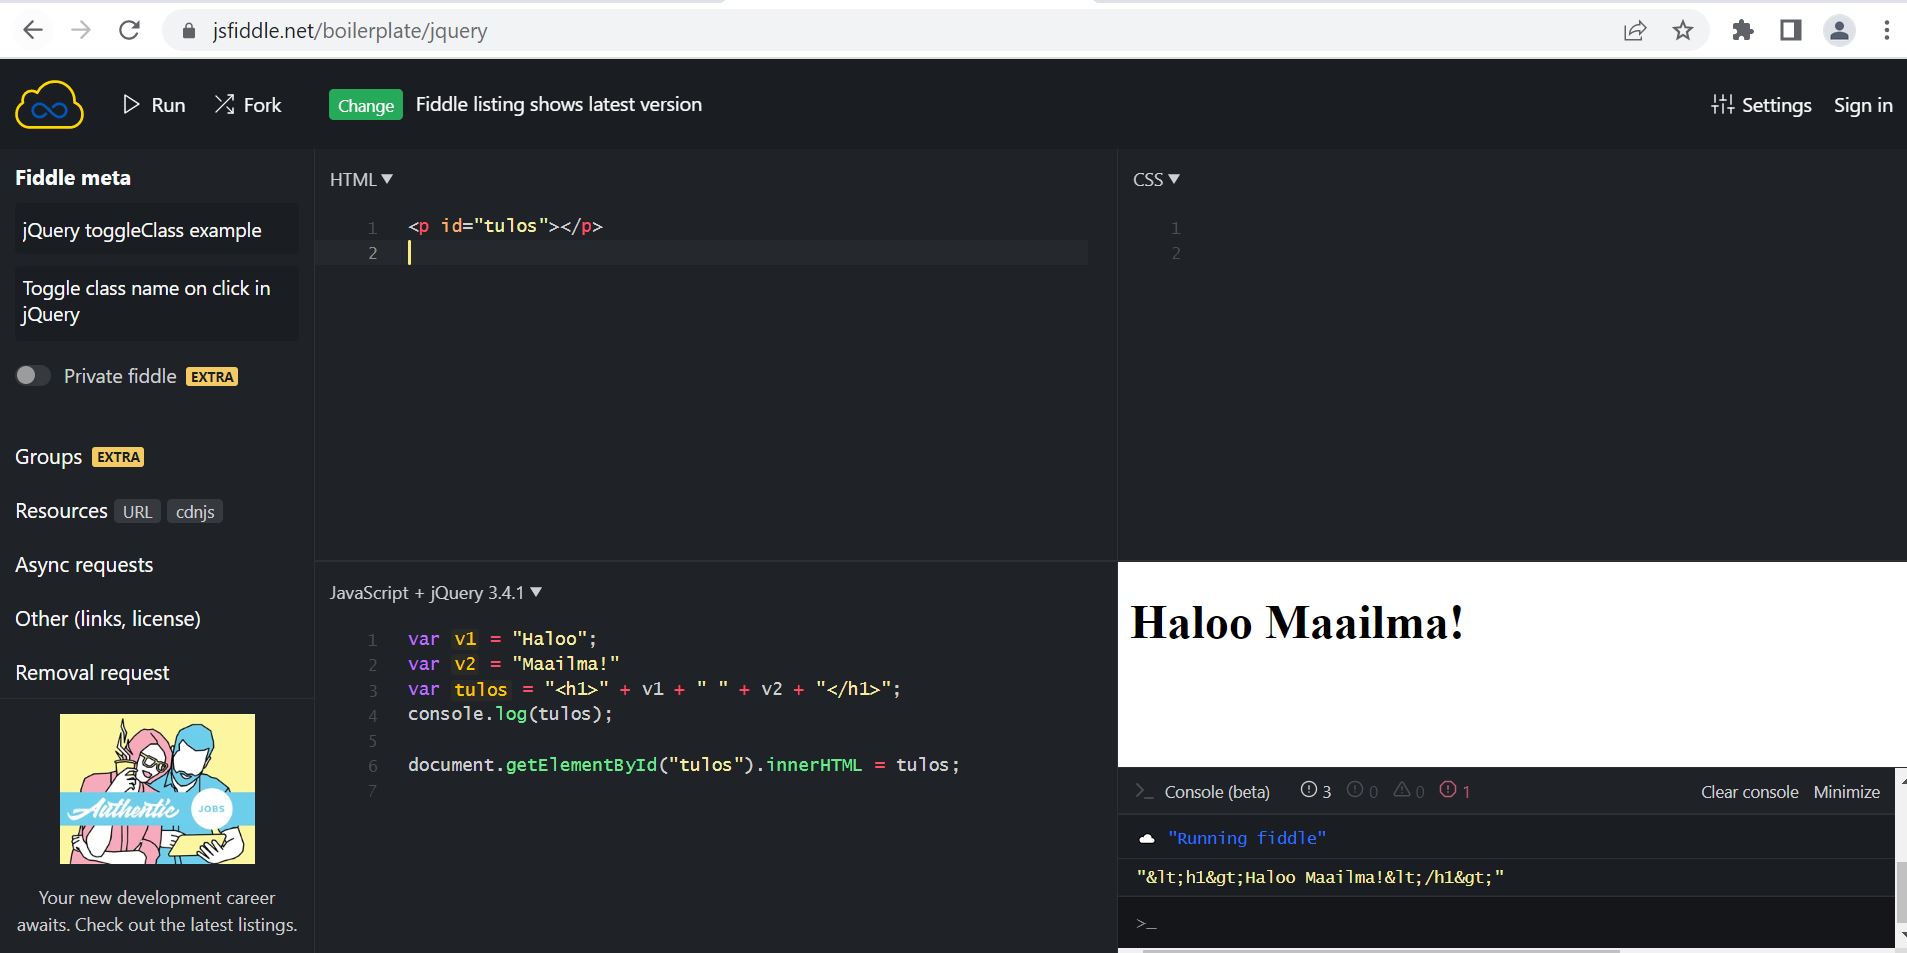 jsfiddle.net/boilerplate/jquery
Run
Fork
Change
Fiddle listing shows latest version
Settings
Sign in
Fiddle meta
jQuery toggleClass example
Toggle class name on click in
jQuery
Private fiddle EXTRA
Groups EXTRA
Resources URL cdnjs
Async requests
Other (links, license)
Removal request
Authentic JOBS
Your new development career
awaits. Check out the latest listings.
HTML▼
1 <p id="tulos"></p>
2
CSS▼
1
2
JavaScript + jQuery 3.4.1▼
1 var v1 = "Haloo";
2 var v2 = "Maailma!"
3 var tulos = "<h1>" + v1 + " " + v2 + "</h1>";
4 console.log(tulos);
5
6 document.getElementById("tulos").innerHTML = tulos;
7
Haloo Maailma!
>_ Console (beta) 3 0 0 1 Clear console Minimize
"Running fiddle"
"&lt;h1&gt;Haloo Maailma!&lt;/h1&gt;"
>_